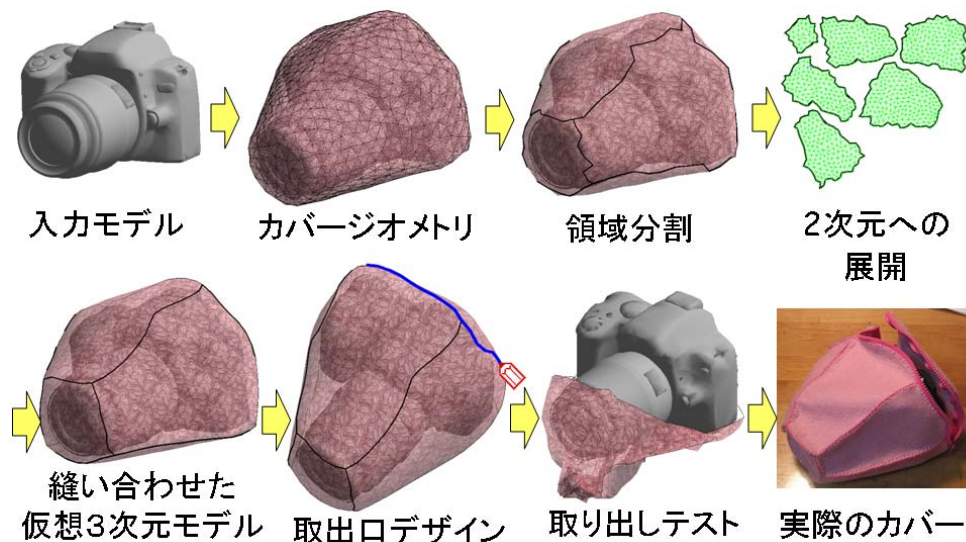 入力モデル
カバージオメトリ
領域分割
2次元への
展開
縫い合わせた
仮想3次元モデル
取出口デザイン
取り出しテスト
実際のカバー